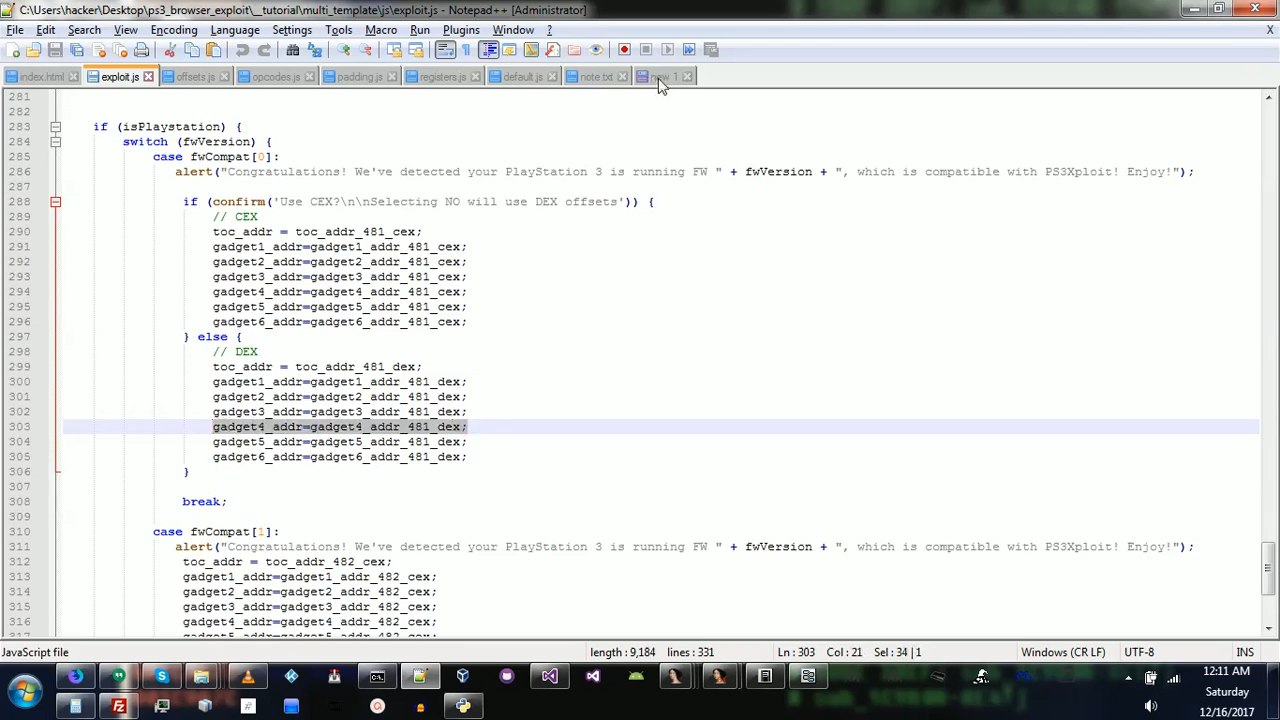 C:\Users\hacker\Desktop\ps3_browser_exploit\__tutorial\multi_template\js\exploit.js - Notepad++ [Administrator]
File Edit Search View Encoding Language Settings Tools Macro Run Plugins Window ? X
index.html exploit.js offsets.js opcodes.js padding.js registers.js default.js note.txt new 1
281
282
283 if (isPlaystation) {
284 switch (fwVersion) {
285 case fwCompat[0]:
286 alert("Congratulations! We've detected your PlayStation 3 is running FW " + fwVersion + ", which is compatible with PS3Xploit! Enjoy!");
287
288 if (confirm('Use CEX?\n\nSelecting NO will use DEX offsets')) {
289 // CEX
290 toc_addr = toc_addr_481_cex;
291 gadget1_addr=gadget1_addr_481_cex;
292 gadget2_addr=gadget2_addr_481_cex;
293 gadget3_addr=gadget3_addr_481_cex;
294 gadget4_addr=gadget4_addr_481_cex;
295 gadget5_addr=gadget5_addr_481_cex;
296 gadget6_addr=gadget6_addr_481_cex;
297 } else {
298 // DEX
299 toc_addr = toc_addr_481_dex;
300 gadget1_addr=gadget1_addr_481_dex;
301 gadget2_addr=gadget2_addr_481_dex;
302 gadget3_addr=gadget3_addr_481_dex;
303 gadget4_addr=gadget4_addr_481_dex;
304 gadget5_addr=gadget5_addr_481_dex;
305 gadget6_addr=gadget6_addr_481_dex;
306 }
307
308 break;
309
310 case fwCompat[1]:
311 alert("Congratulations! We've detected your PlayStation 3 is running FW " + fwVersion + ", which is compatible with PS3Xploit! Enjoy!");
312 toc_addr = toc_addr_482_cex;
313 gadget1_addr=gadget1_addr_482_cex;
314 gadget2_addr=gadget2_addr_482_cex;
315 gadget3_addr=gadget3_addr_482_cex;
316 gadget4_addr=gadget4_addr_482_cex;
317 gadget5_addr=gadget5_addr_482_cex;
JavaScript file length : 9,184 lines : 331 Ln : 303 Col : 21 Sel : 34 | 1 Windows (CR LF) UTF-8 INS
12:11 AM
Saturday
12/16/2017